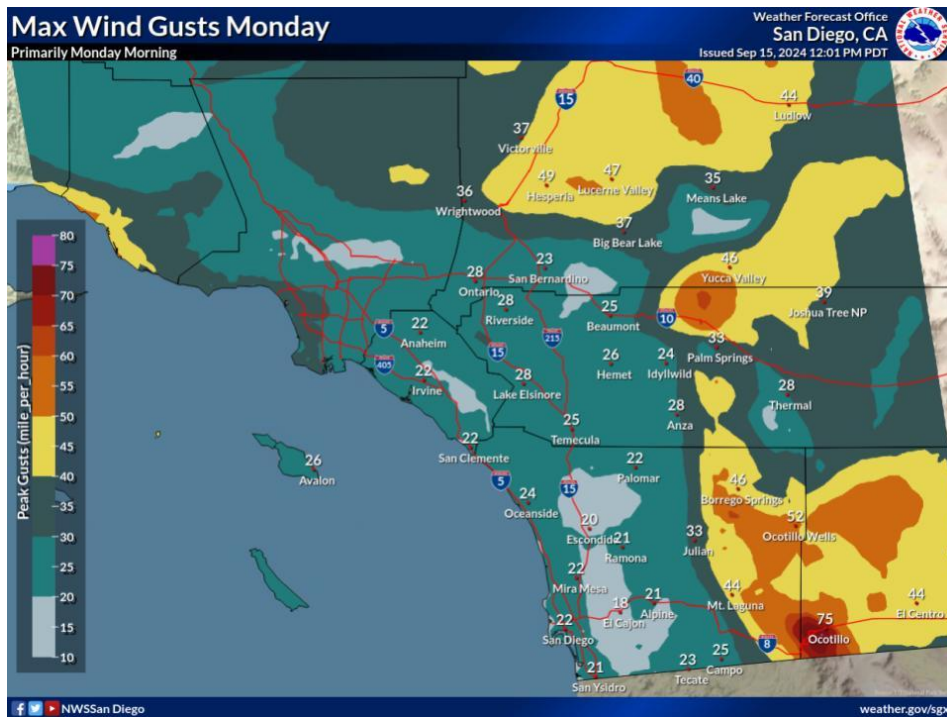 Max Wind Gusts Monday
Primarily Monday Morning
Weather Forecast Office
San Diego, CA
Issued Sep 15, 2024 12:01 PM PDT
NATIONAL WEATHER SERVICE
40
15
44
Ludlow
37
Victorville
49
Hesperia
47
Lucerne Valley
35
Means Lake
36
Wrightwood
37
Big Bear Lake
23
San Bernardino
46
Yucca Valley
28
Ontario
39
Joshua Tree NP
28
Riverside
25
Beaumont
10
5
22
Anaheim
15
215
33
Palm Springs
405
22
Irvine
28
Lake Elsinore
26
Hemet
24
Idyllwild
28
Thermal
28
Anza
25
Temecula
22
San Clemente
26
Avalon
22
Palomar
5
24
Oceanside
15
46
Borrego Springs
20
Escondido
21
Ramona
33
Julian
52
Ocotillo Wells
22
Mira Mesa
18
El Cajon
21
Alpine
44
Mt. Laguna
44
El Centro
22
San Diego
75
Ocotillo
8
21
San Ysidro
23
Tecate
25
Campo
Peak Gusts (mile_per_hour)
80
75
70
65
60
55
50
45
40
35
30
25
20
15
10
NWSSan Diego
weather.gov/sgx